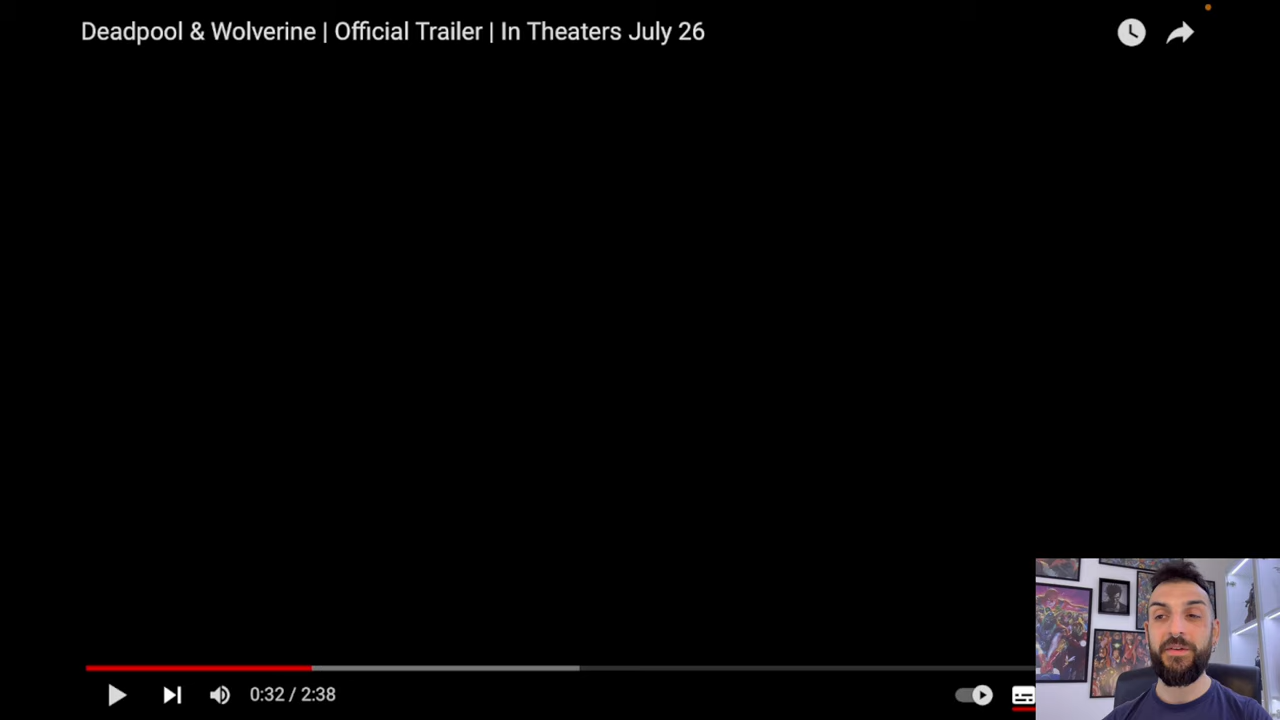 Deadpool & Wolverine | Official Trailer | In Theaters July 26
0:32 / 2:38